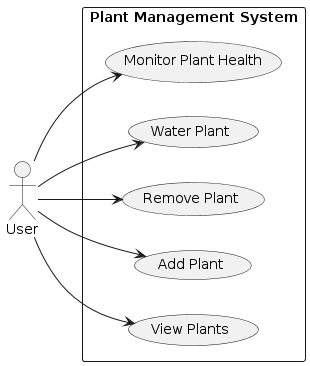 Plant Management System
Monitor Plant Health
Water Plant
Remove Plant
User
Add Plant
View Plants